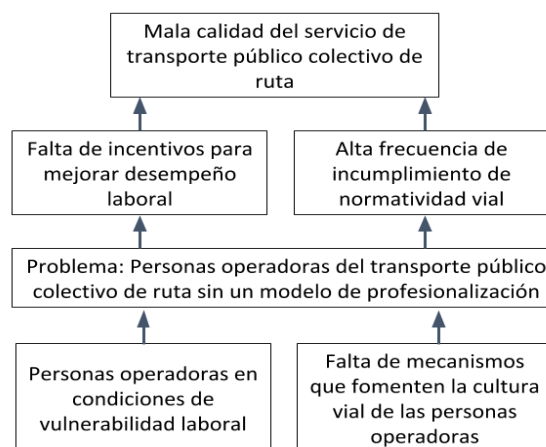 Mala calidad del servicio de
transporte público colectivo de
ruta
Falta de incentivos para
mejorar desempeño
laboral
Alta frecuencia de
incumplimiento de
normatividad vial
Problema: Personas operadoras del transporte público
colectivo de ruta sin un modelo de profesionalización
Personas operadoras en
condiciones de
vulnerabilidad laboral
Falta de mecanismos
que fomenten la cultura
vial de las personas
operadoras